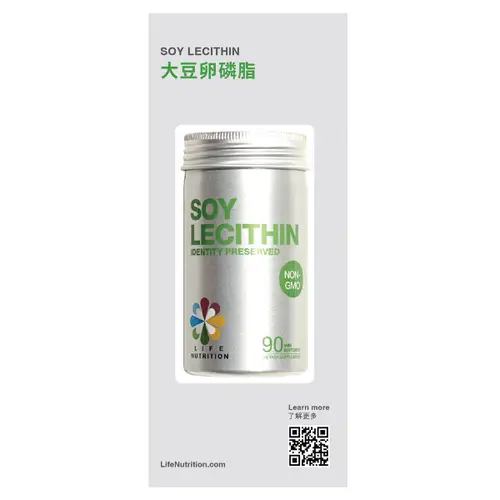 SOY LECITHIN
大豆卵磷脂
SOY
LECITHIN
IDENTITY PRESERVED
NON-
GMO
90
LIFE
NUTRITION
Learn more
了解更多
LifeNutrition.com